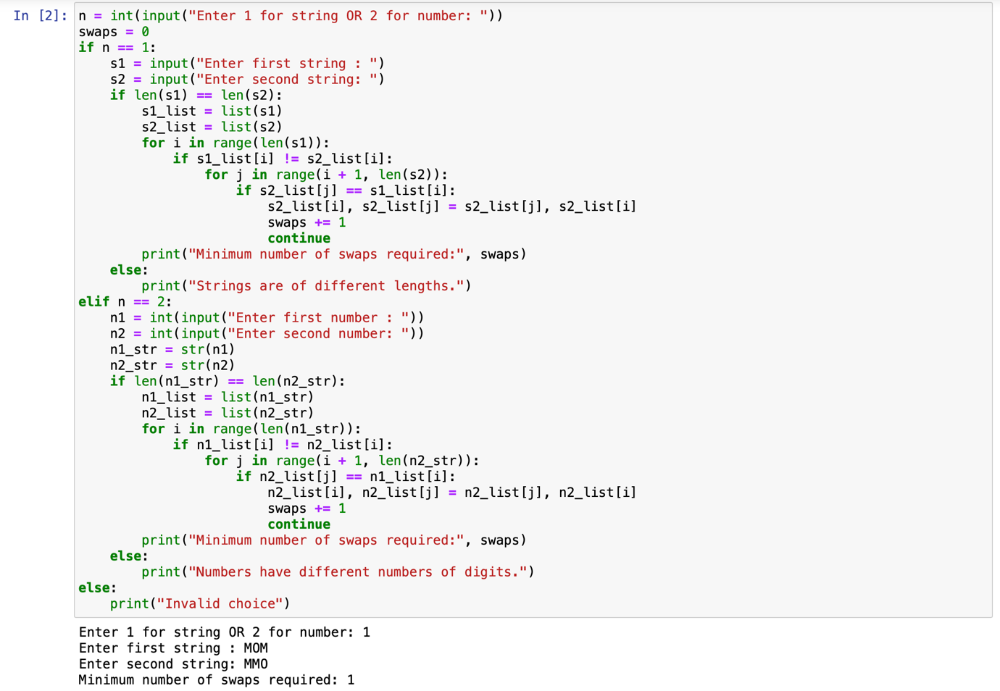 In [2]: n = int(input("Enter 1 for string OR 2 for number: "))
swaps = 0
if n == 1:
    s1 = input("Enter first string : ")
    s2 = input("Enter second string: ")
    if len(s1) == len(s2):
        s1_list = list(s1)
        s2_list = list(s2)
        for i in range(len(s1)):
            if s1_list[i] != s2_list[i]:
                for j in range(i + 1, len(s2)):
                    if s2_list[j] == s1_list[i]:
                        s2_list[i], s2_list[j] = s2_list[j], s2_list[i]
                        swaps += 1
                        continue
        print("Minimum number of swaps required:", swaps)
    else:
        print("Strings are of different lengths.")
elif n == 2:
    n1 = int(input("Enter first number : "))
    n2 = int(input("Enter second number: "))
    n1_str = str(n1)
    n2_str = str(n2)
    if len(n1_str) == len(n2_str):
        n1_list = list(n1_str)
        n2_list = list(n2_str)
        for i in range(len(n1_str)):
            if n1_list[i] != n2_list[i]:
                for j in range(i + 1, len(n2_str)):
                    if n2_list[j] == n1_list[i]:
                        n2_list[i], n2_list[j] = n2_list[j], n2_list[i]
                        swaps += 1
                        continue
        print("Minimum number of swaps required:", swaps)
    else:
        print("Numbers have different numbers of digits.")
else:
    print("Invalid choice")
Enter 1 for string OR 2 for number: 1
Enter first string : MOM
Enter second string: MMO
Minimum number of swaps required: 1